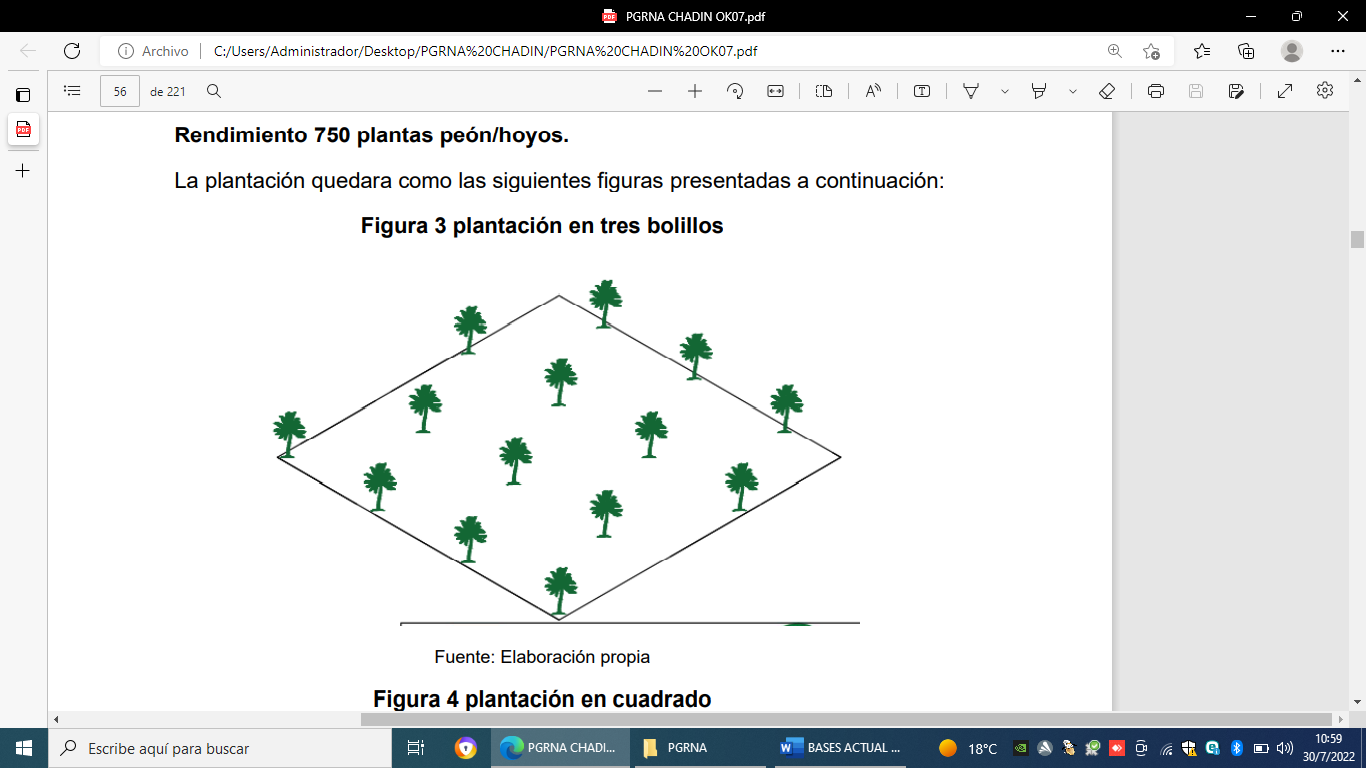 PGRNA CHADIN OK07.pdf
Archivo
C:/Users/Administrador/Desktop/PGRNA%20CHADIN/PGRNA%20CHADIN%20OK07.pdf
56 de 221
Rendimiento 750 plantas peón/hoyos.
La plantación quedara como las siguientes figuras presentadas a continuación:
Figura 3 plantación en tres bolillos
Fuente: Elaboración propia
Figura 4 plantación en cuadrado
Escribe aquí para buscar
PGRNA CHADI...
PGRNA
BASES ACTUAL ...
18°C
10:59
30/7/2022